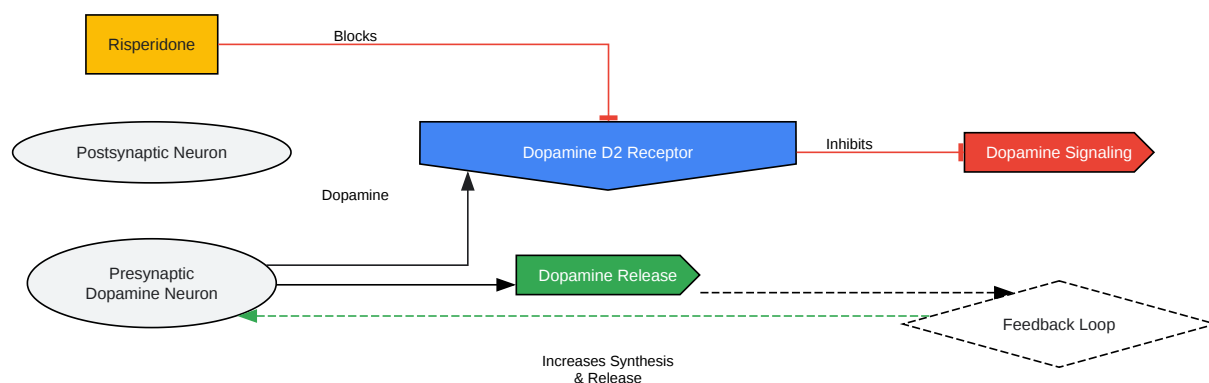 Risperidone
Blocks
Postsynaptic Neuron
Dopamine D2 Receptor
Inhibits
Dopamine Signaling
Dopamine
Presynaptic
Dopamine Neuron
Dopamine Release
Feedback Loop
Increases Synthesis
& Release